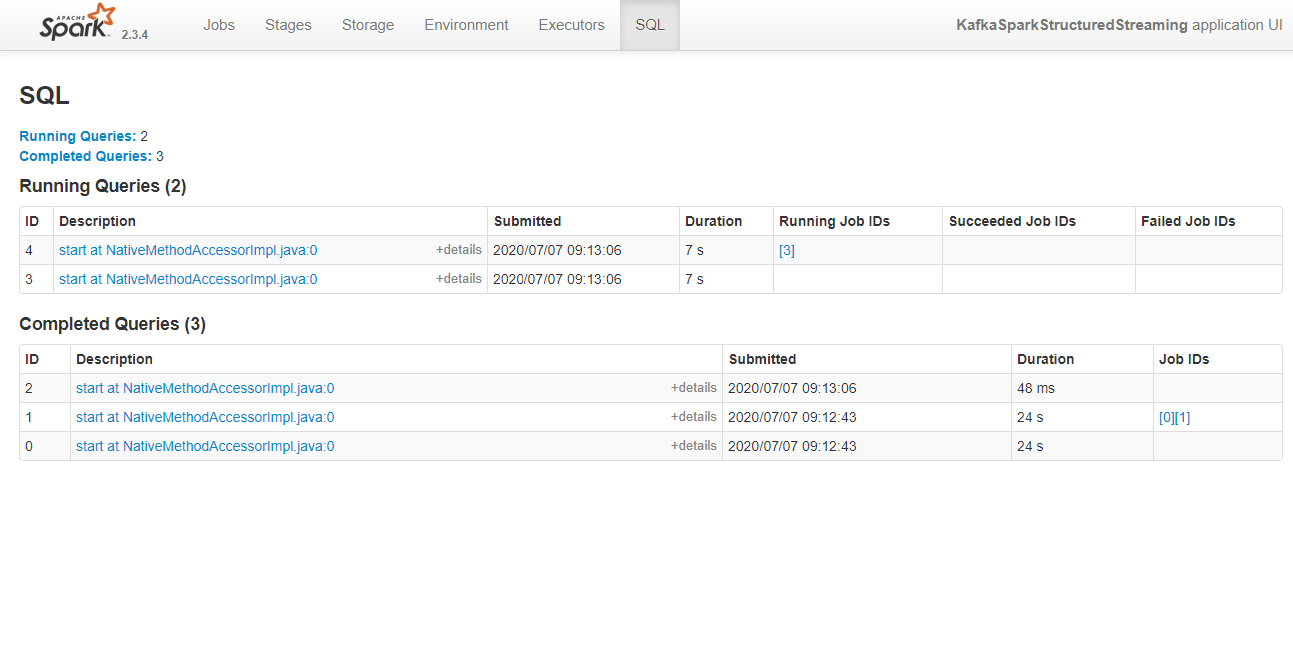 APACHE
Spark 2.3.4 Jobs Stages Storage Environment Executors SQL KafkaSparkStructuredStreaming application UI
SQL
Running Queries: 2
Completed Queries: 3
Running Queries (2)
ID Description Submitted Duration Running Job IDs Succeeded Job IDs Failed Job IDs
4 start at NativeMethodAccessorImpl.java:0 +details 2020/07/07 09:13:06 7 s [3]
3 start at NativeMethodAccessorImpl.java:0 +details 2020/07/07 09:13:06 7 s
Completed Queries (3)
ID Description Submitted Duration Job IDs
2 start at NativeMethodAccessorImpl.java:0 +details 2020/07/07 09:13:06 48 ms
1 start at NativeMethodAccessorImpl.java:0 +details 2020/07/07 09:12:43 24 s [0][1]
0 start at NativeMethodAccessorImpl.java:0 +details 2020/07/07 09:12:43 24 s